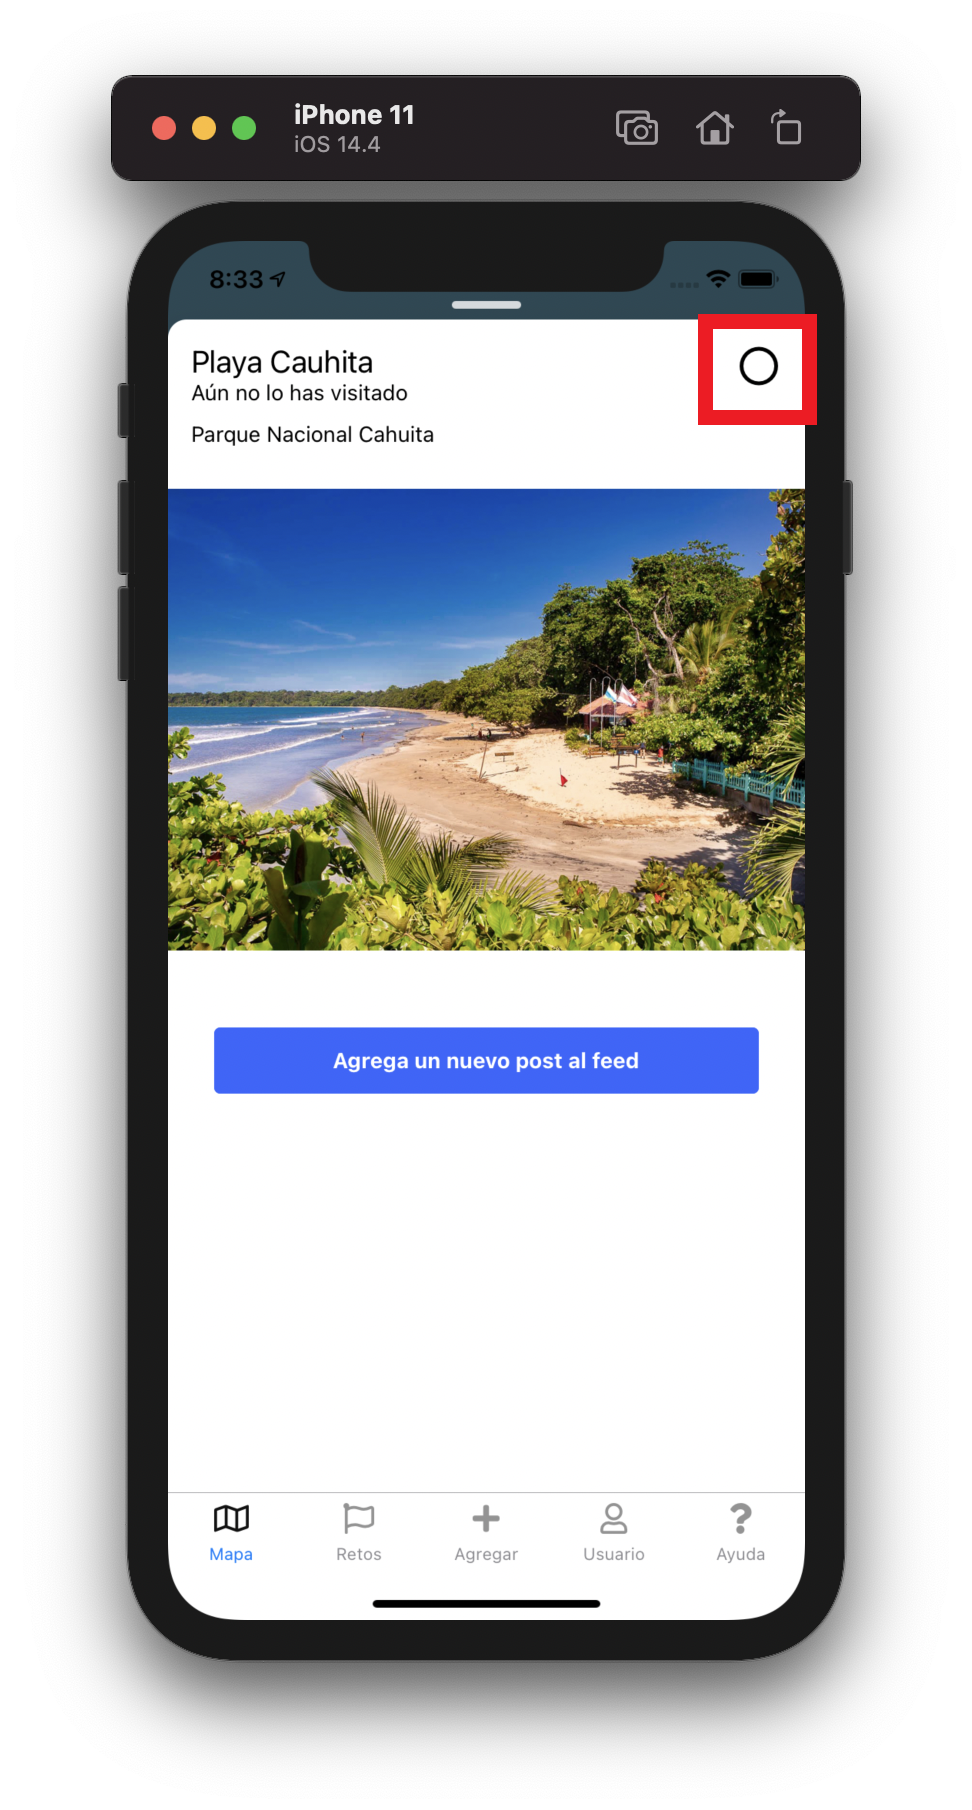 iPhone 11
iOS 14.4
8:33
Playa Cauhita
Aún no lo has visitado
Parque Nacional Cahuita
Agrega un nuevo post al feed
Mapa
Retos
Agregar
Usuario
Ayuda